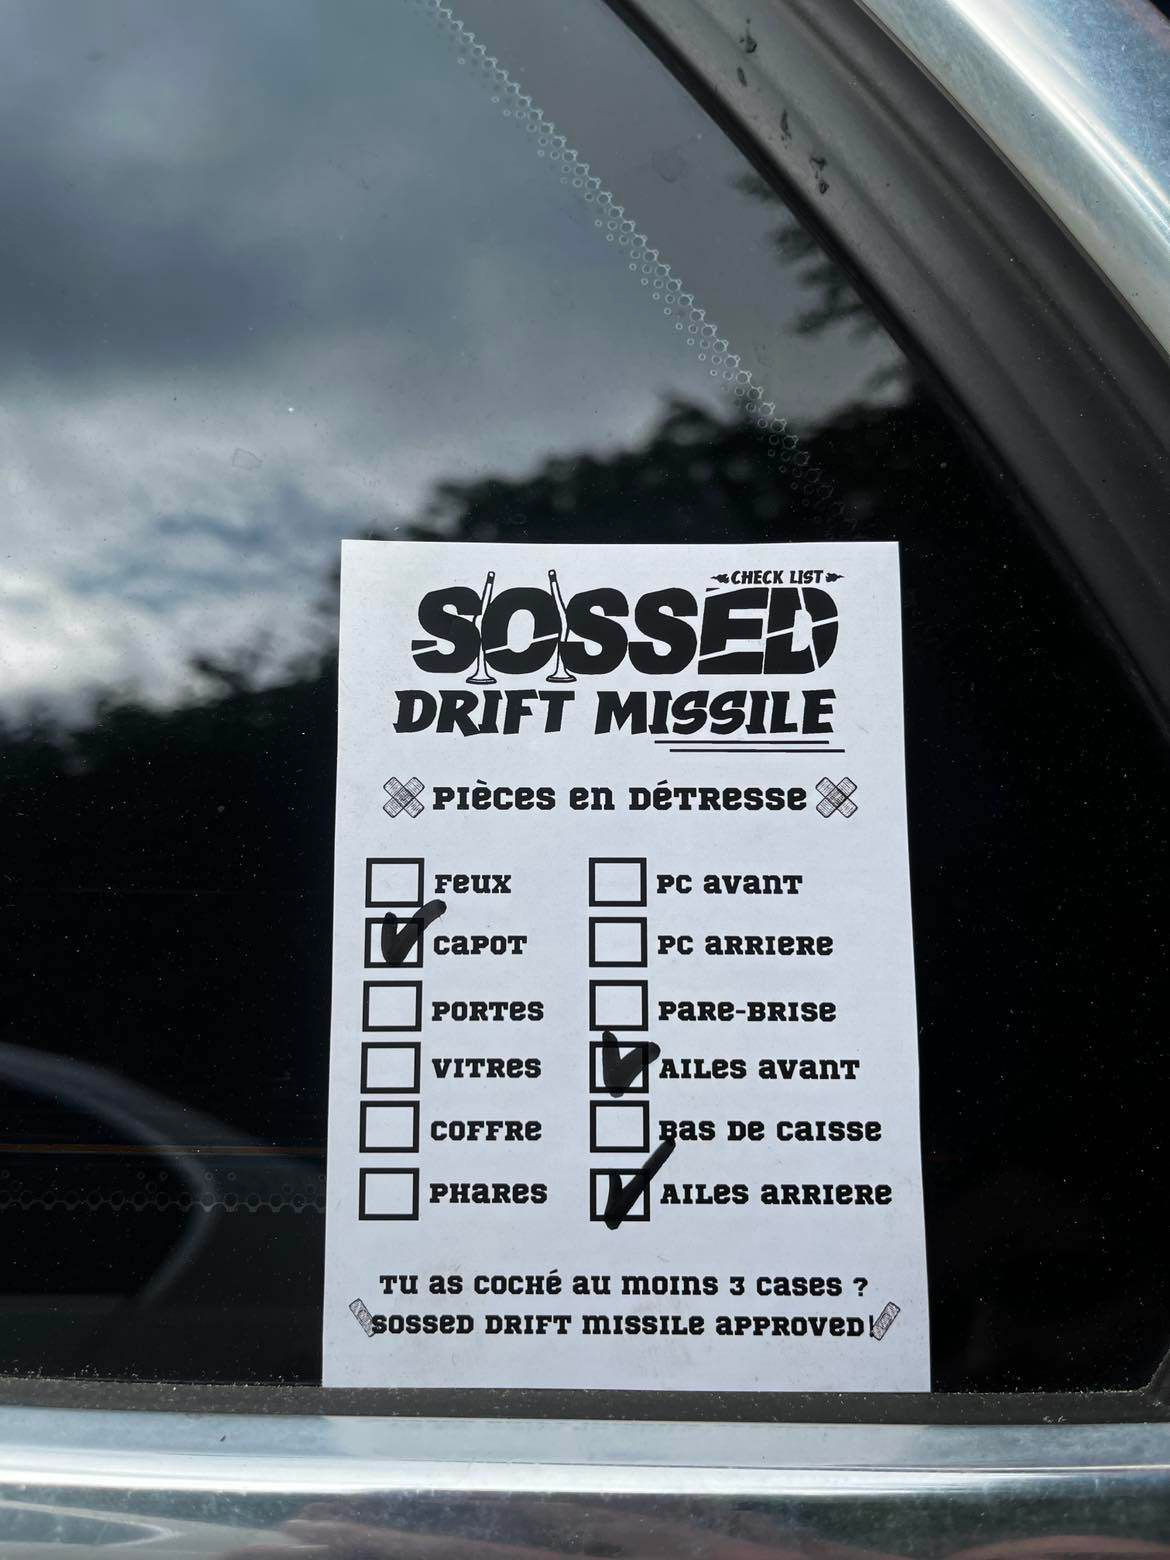 CHECK LIST
SOSSED
DRIFT MISSILE
PIÈCES EN DÉTRESSE
FEUX
CAPOT
PORTES
VITRES
COFFRE
PHARES
PC AVANT
PC ARRIERE
PARE-BRISE
AILES AVANT
BAS DE CAISSE
AILES ARRIERE
TU AS COCHÉ AU MOINS 3 CASES ?
SOSSED DRIFT MISSILE APPROVED!